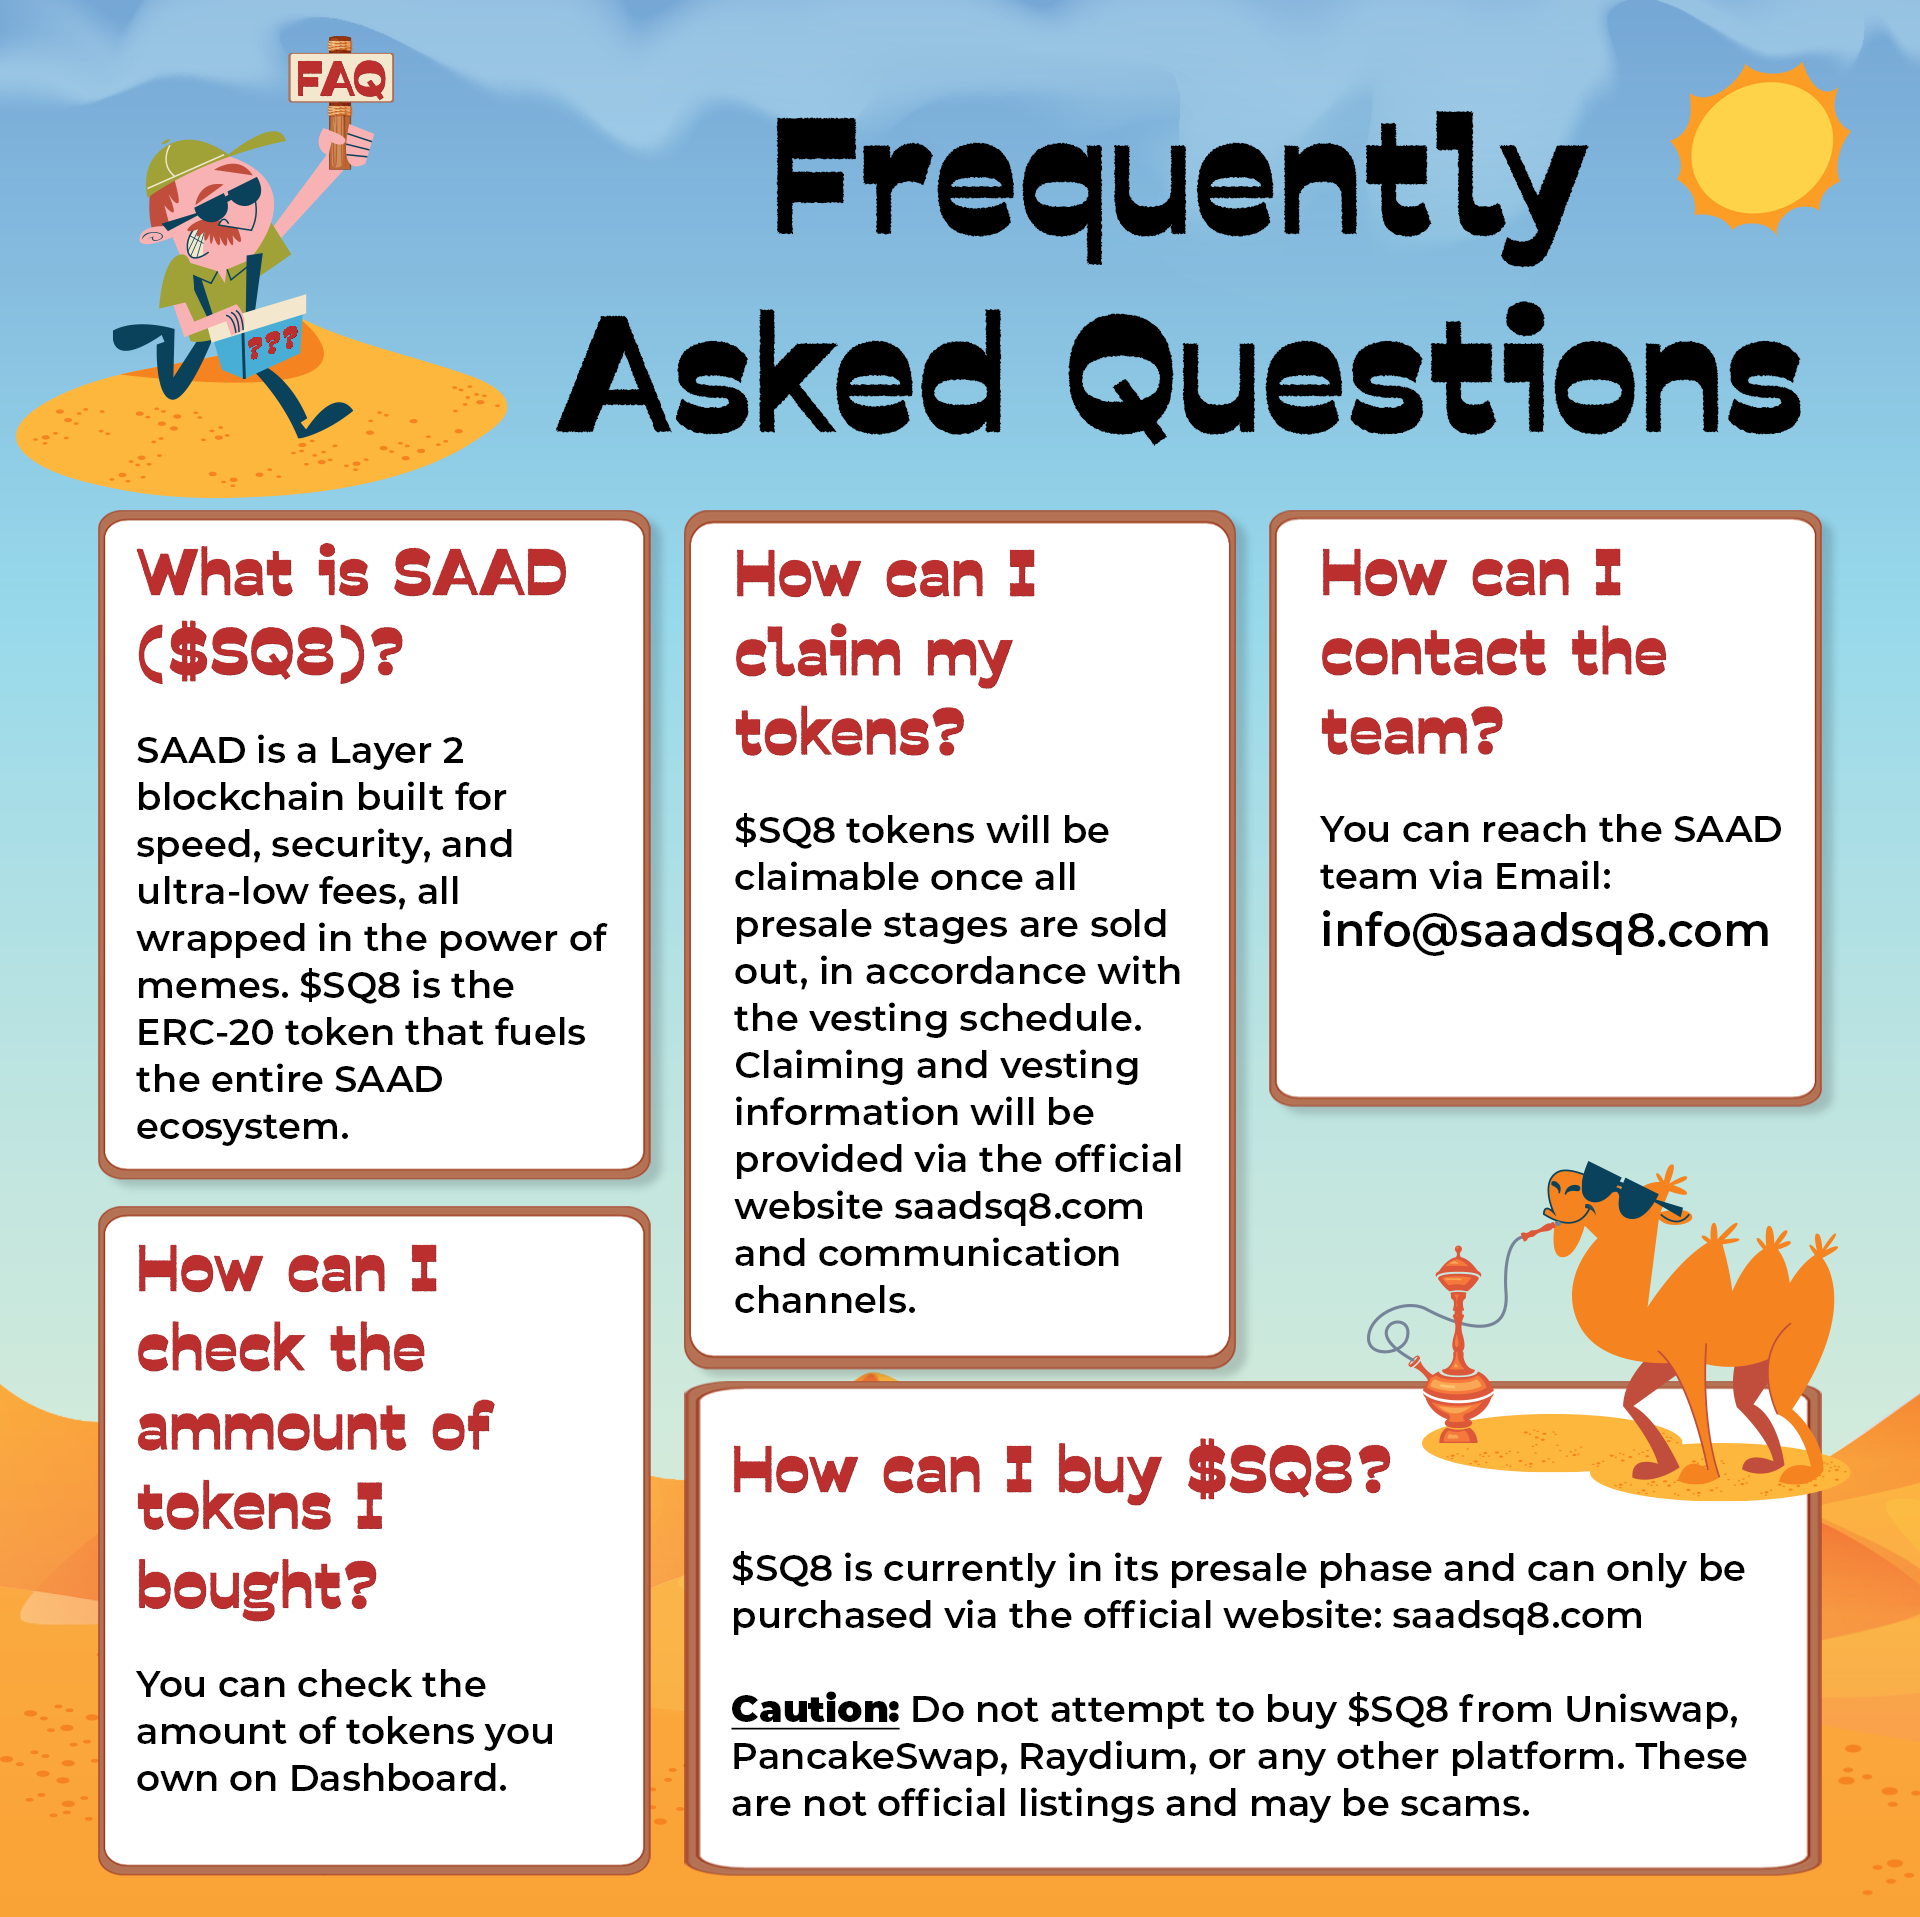 FAQ
???
Frequently
Asked Questions
What is SAAD
($SQ8)?
SAAD is a Layer 2
blockchain built for
speed, security, and
ultra-low fees, all
wrapped in the power of
memes. $SQ8 is the
ERC-20 token that fuels
the entire SAAD
ecosystem.
How can I
claim my
tokens?
$SQ8 tokens will be
claimable once all
presale stages are sold
out, in accordance with
the vesting schedule.
Claiming and vesting
information will be
provided via the official
website saadsq8.com
and communication
channels.
How can I
contact the
team?
You can reach the SAAD
team via Email:
info@saadsq8.com
How can I
check the
ammount of
tokens I
bought?
You can check the
amount of tokens you
own on Dashboard.
How can I buy $SQ8?
$SQ8 is currently in its presale phase and can only be
purchased via the official website: saadsq8.com
Caution: Do not attempt to buy $SQ8 from Uniswap,
PancakeSwap, Raydium, or any other platform. These
are not official listings and may be scams.